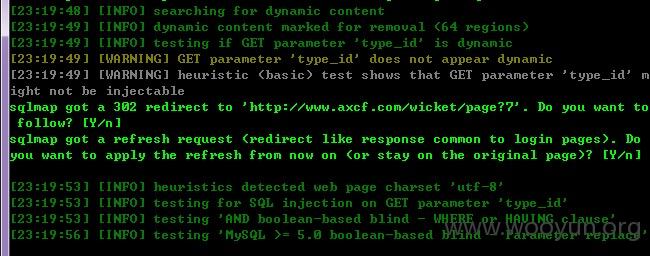 [23:19:48] [INFO] searching for dynamic content
[23:19:49] [INFO] dynamic content marked for removal (64 regions)
[23:19:49] [INFO] testing if GET parameter 'type_id' is dynamic
[23:19:49] [WARNING] GET parameter 'type_id' does not appear dynamic
[23:19:49] [WARNING] heuristic (basic) test shows that GET parameter 'type_id' m
ight not be injectable
sqlmap got a 302 redirect to 'http://www.axcf.com/wicket/page?7'. Do you want to
 follow? [Y/n]
sqlmap got a refresh request (redirect like response common to login pages). Do
you want to apply the refresh from now on (or stay on the original page)? [Y/n]
[23:19:53] [INFO] heuristics detected web page charset 'utf-8'
[23:19:53] [INFO] testing for SQL injection on GET parameter 'type_id'
[23:19:53] [INFO] testing 'AND boolean-based blind - WHERE or HAVING clause'
[23:19:56] [INFO] testing 'MySQL >= 5.0 boolean-based blind - Parameter replace'
www.wooyun.org